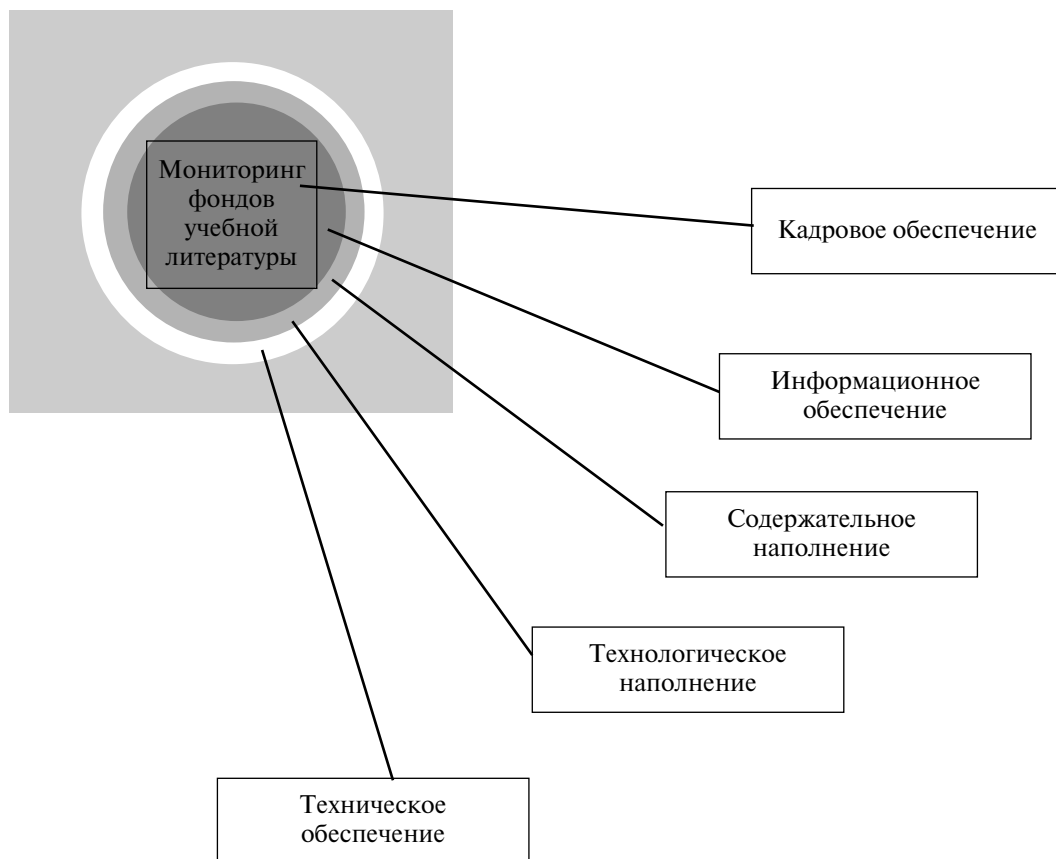 Мониторинг
фондов
учебной
литературы
Кадровое обеспечение
Информационное
обеспечение
Содержательное
наполнение
Технологическое
наполнение
Техническое
обеспечение